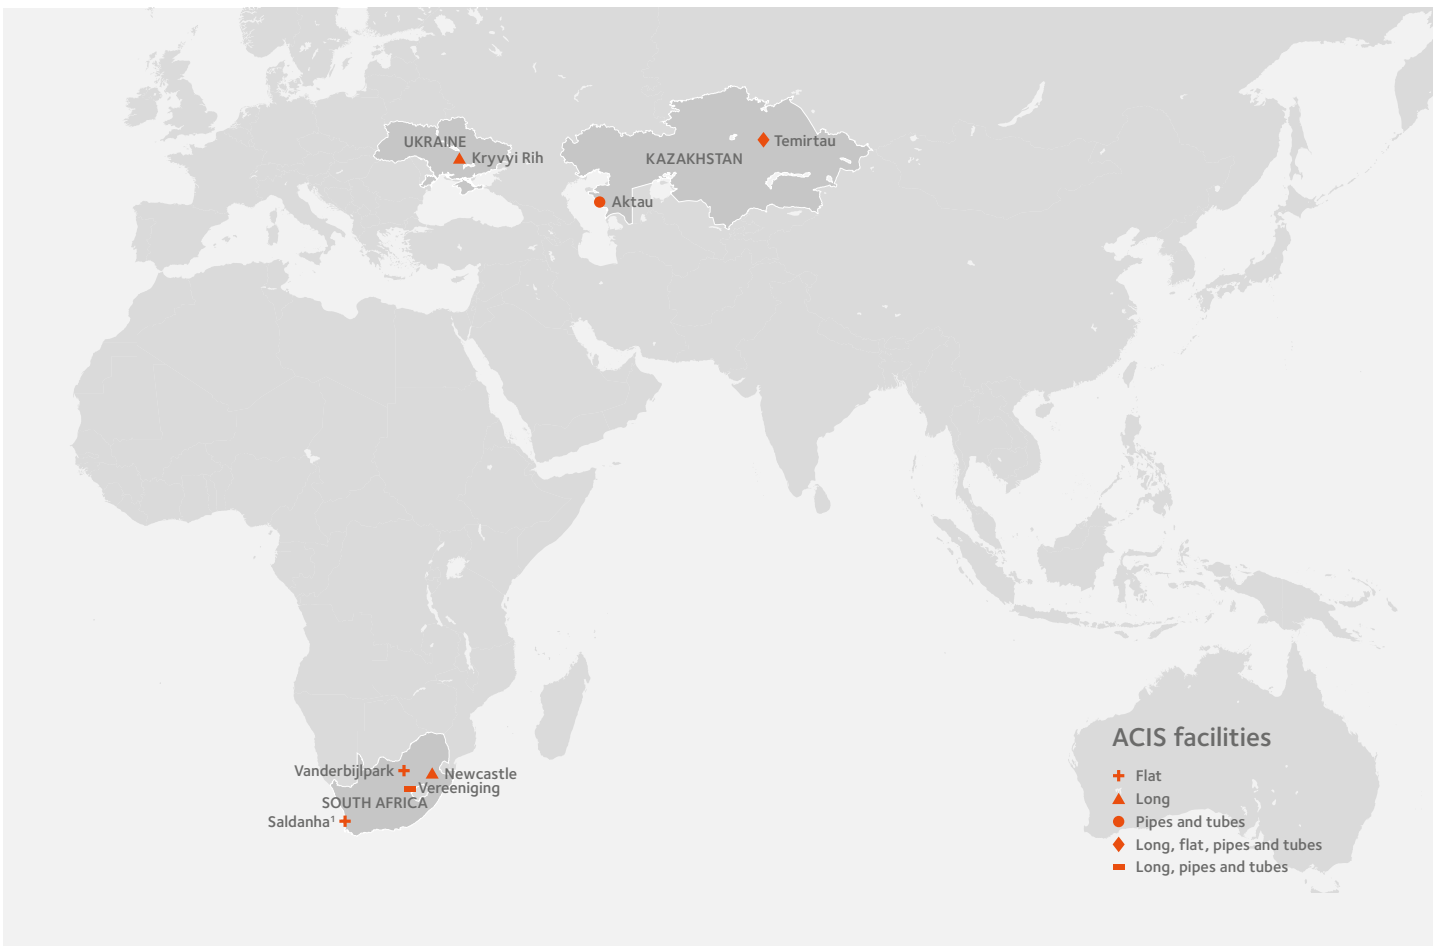 UKRAINE
Kryvyi Rih
KAZAKHSTAN
Temirtau
Aktau
Vanderbijlpark
Newcastle
Vereeniging
SOUTH AFRICA
Saldanha¹
ACIS facilities
Flat
Long
Pipes and tubes
Long, flat, pipes and tubes
Long, pipes and tubes